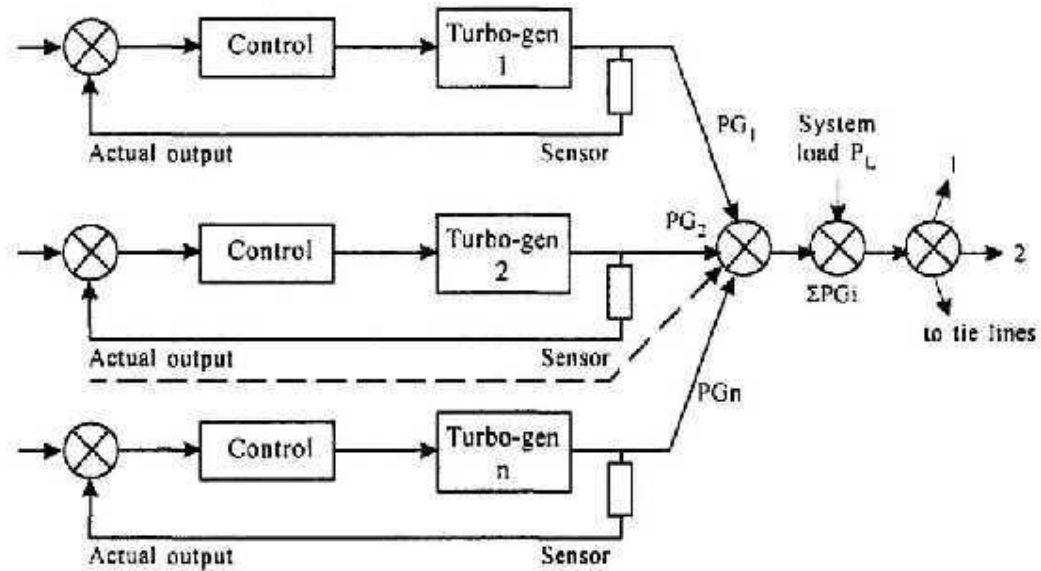 Control
Turbo-gen
1
Actual output
Sensor
PG₁
System
load P_L
1
Control
Turbo-gen
2
PG₂
2
ΣPGi
to tie lines
Actual output
Sensor
PGn
Control
Turbo-gen
n
Actual output
Sensor